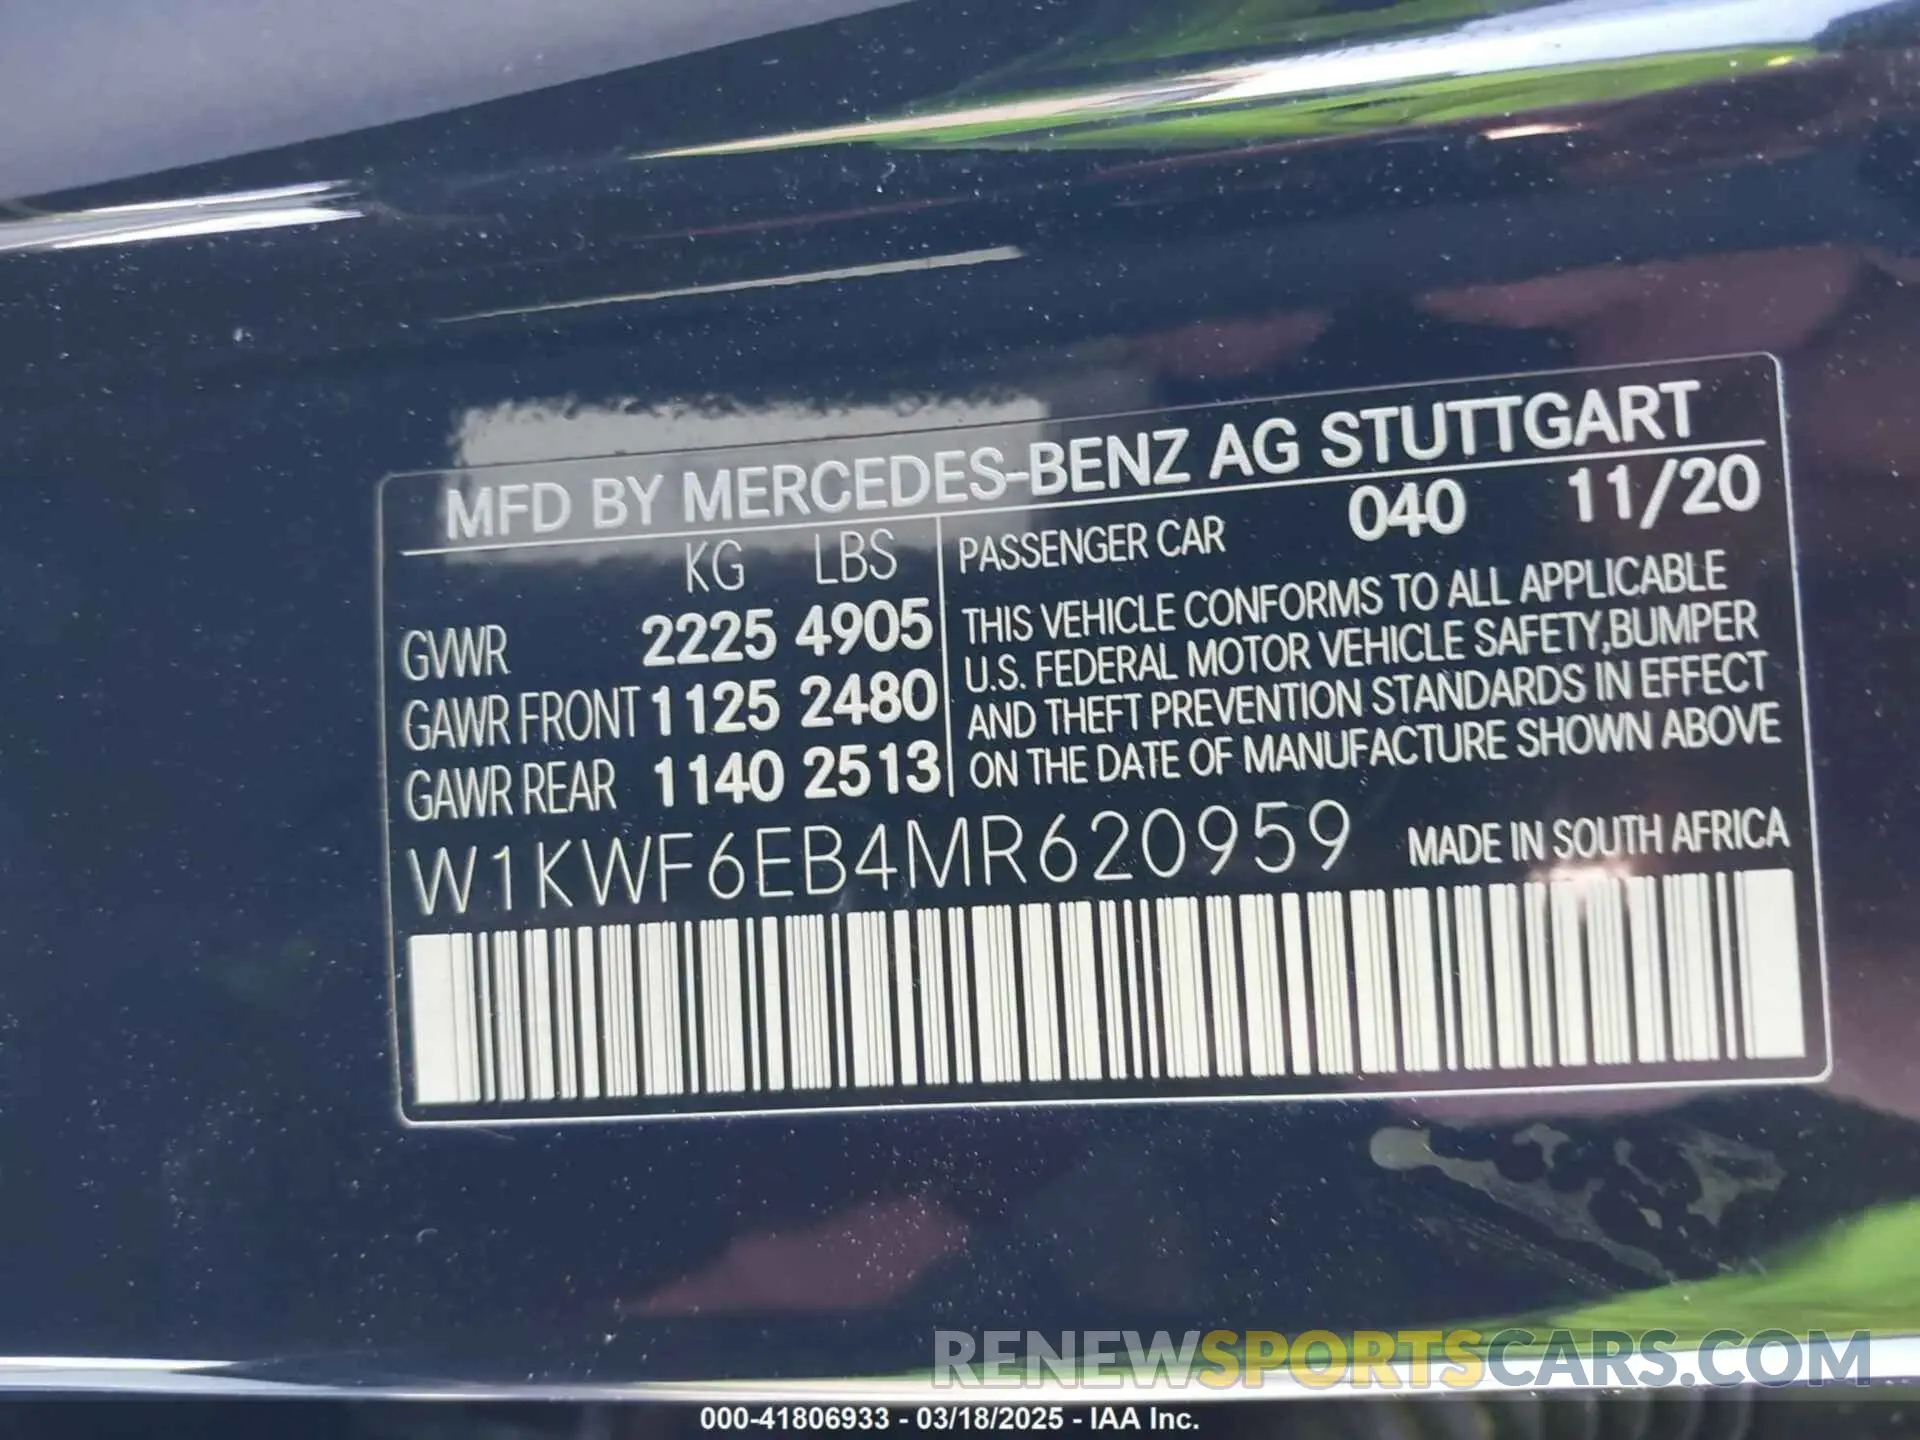 MFD BY MERCEDES-BENZ AG STUTTGART
KG LBS
GVWR 2225 4905
GAWR FRONT 1125 2480
GAWR REAR 1140 2513
PASSENGER CAR 040 11/20
THIS VEHICLE CONFORMS TO ALL APPLICABLE
U.S. FEDERAL MOTOR VEHICLE SAFETY,BUMPER
AND THEFT PREVENTION STANDARDS IN EFFECT
ON THE DATE OF MANUFACTURE SHOWN ABOVE
W1KWF6EB4MR620959 MADE IN SOUTH AFRICA
RENEWSPORTSCARS.COM
000-41806933 - 03/18/2025 - IAA Inc.